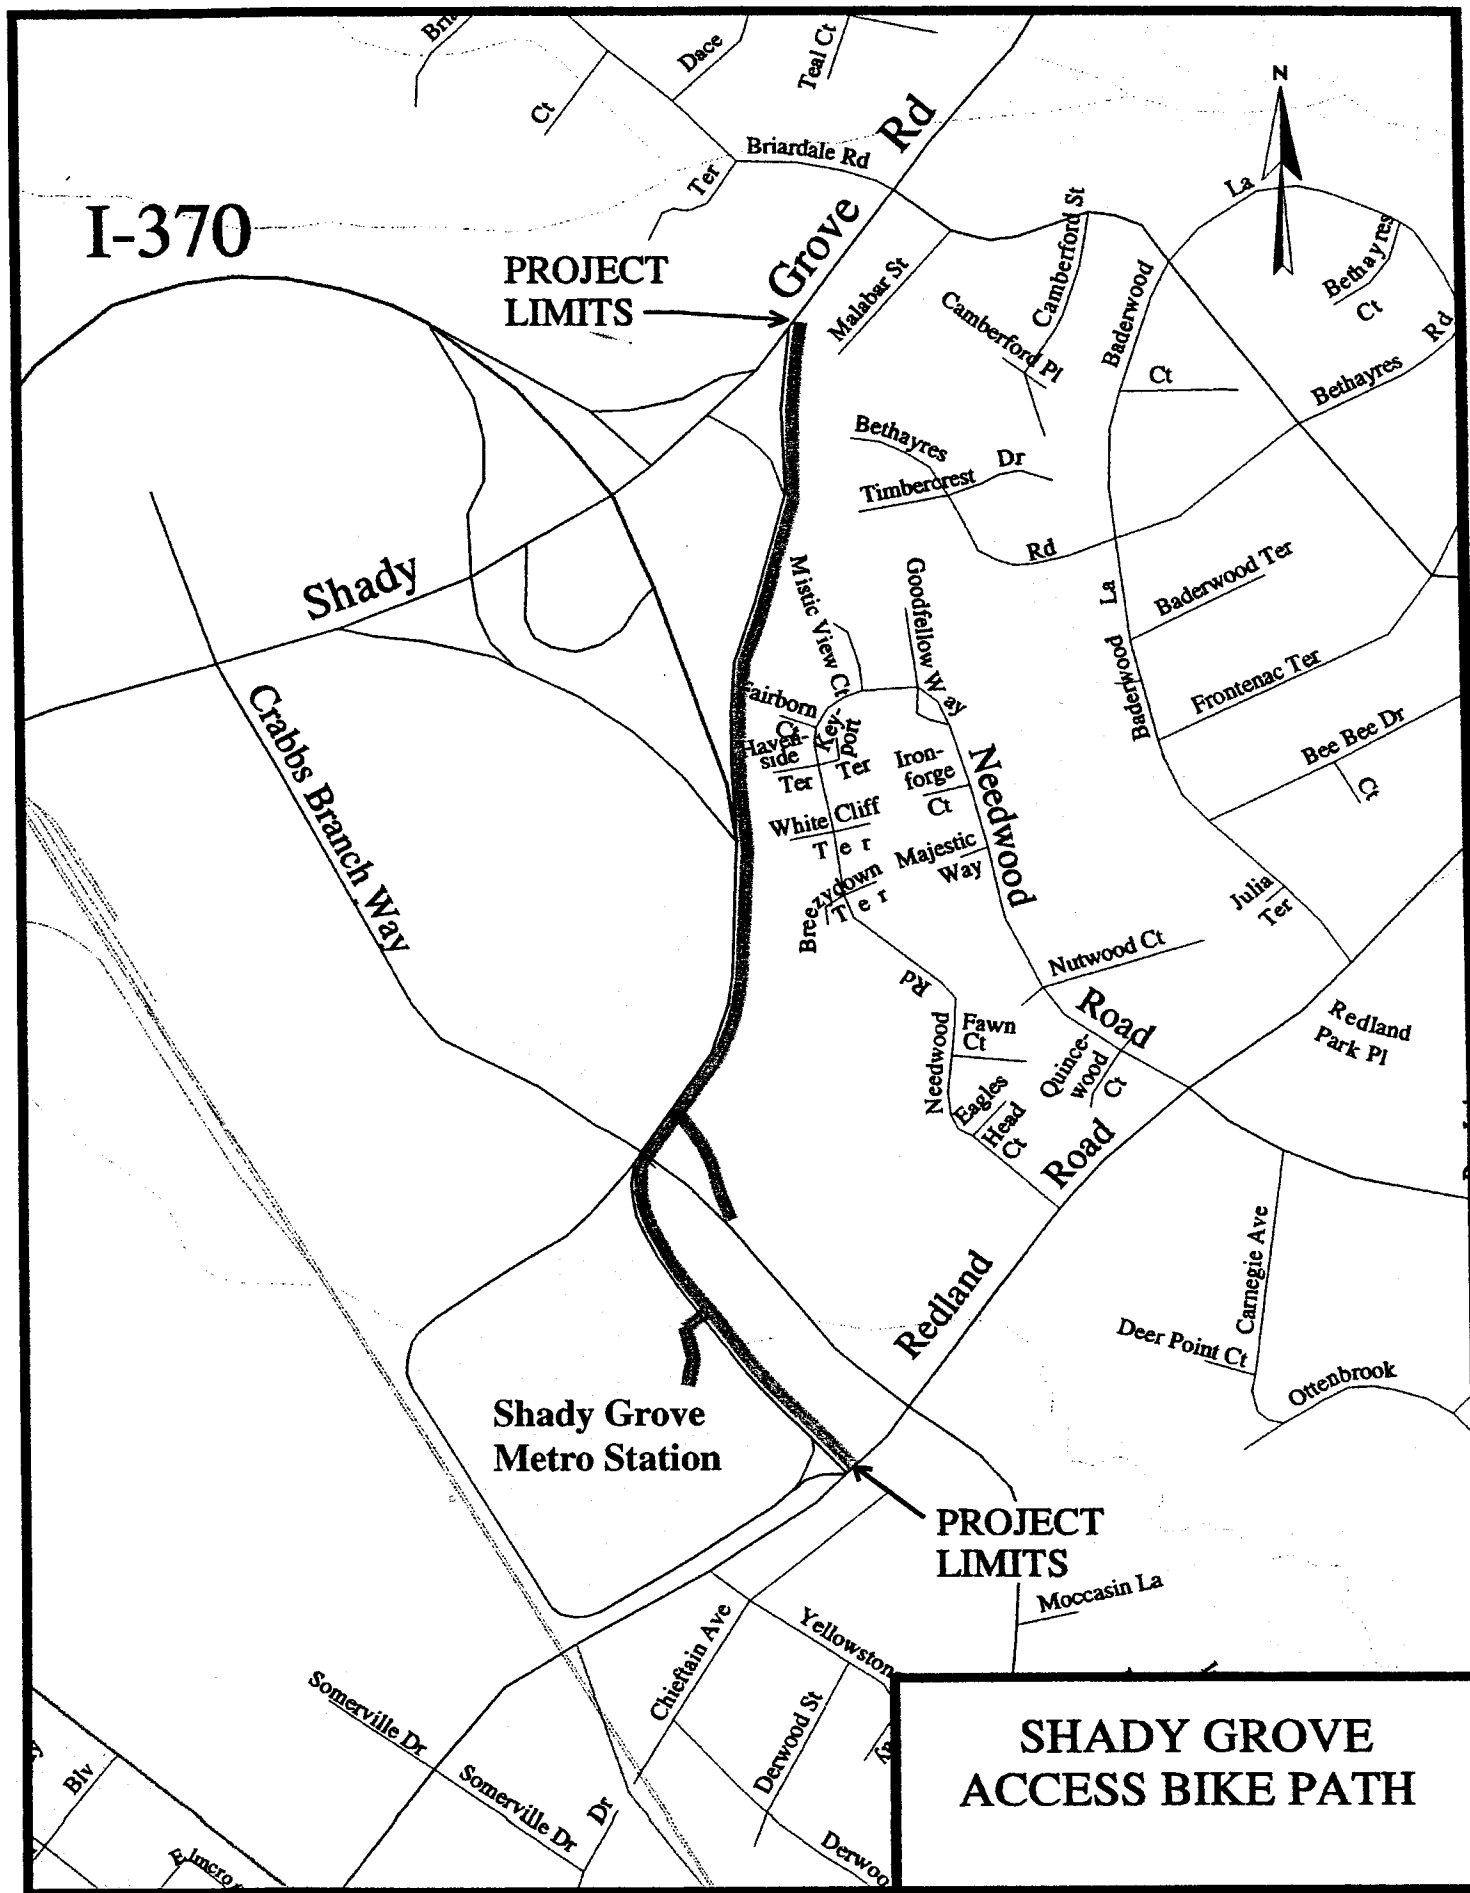 Ct
Dace
Teal Ct
N
Briardale Rd
Rd
Ter
La
I-370
Grove
Camberford St
Bethayres
Ct
PROJECT
LIMITS
Malabar St
Camberford Pl
Baderwood
Rd
Ct
Bethayres
Bethayres
Dr
Timbercrest
Rd
Shady
Mistic View Ct
Goodfellow Way
La
Baderwood Ter
Baderwood
Frontenac Ter
Crabbs Branch Way
Fairborn
Ct
Haven-
side
Ter
Key-
port
Ter
Iron-
forge
Ct
Needwood
Bee Bee Dr
Ct
White Cliff
Ter
Majestic
Way
Breezydown
Ter
Julia
Ter
Nutwood Ct
Rd
Road
Redland
Park Pl
Needwood
Fawn
Ct
Quince-
wood
Ct
Eagles
Head
Ct
Road
Redland
Carnegie Ave
Deer Point Ct
Ottenbrook
Shady Grove
Metro Station
PROJECT
LIMITS
Moccasin La
Chieftain Ave
Yellowston
Somerville Dr
Derwood St
Blv
Somerville Dr
Dr
Derwoo
Elmcro
SHADY GROVE
ACCESS BIKE PATH